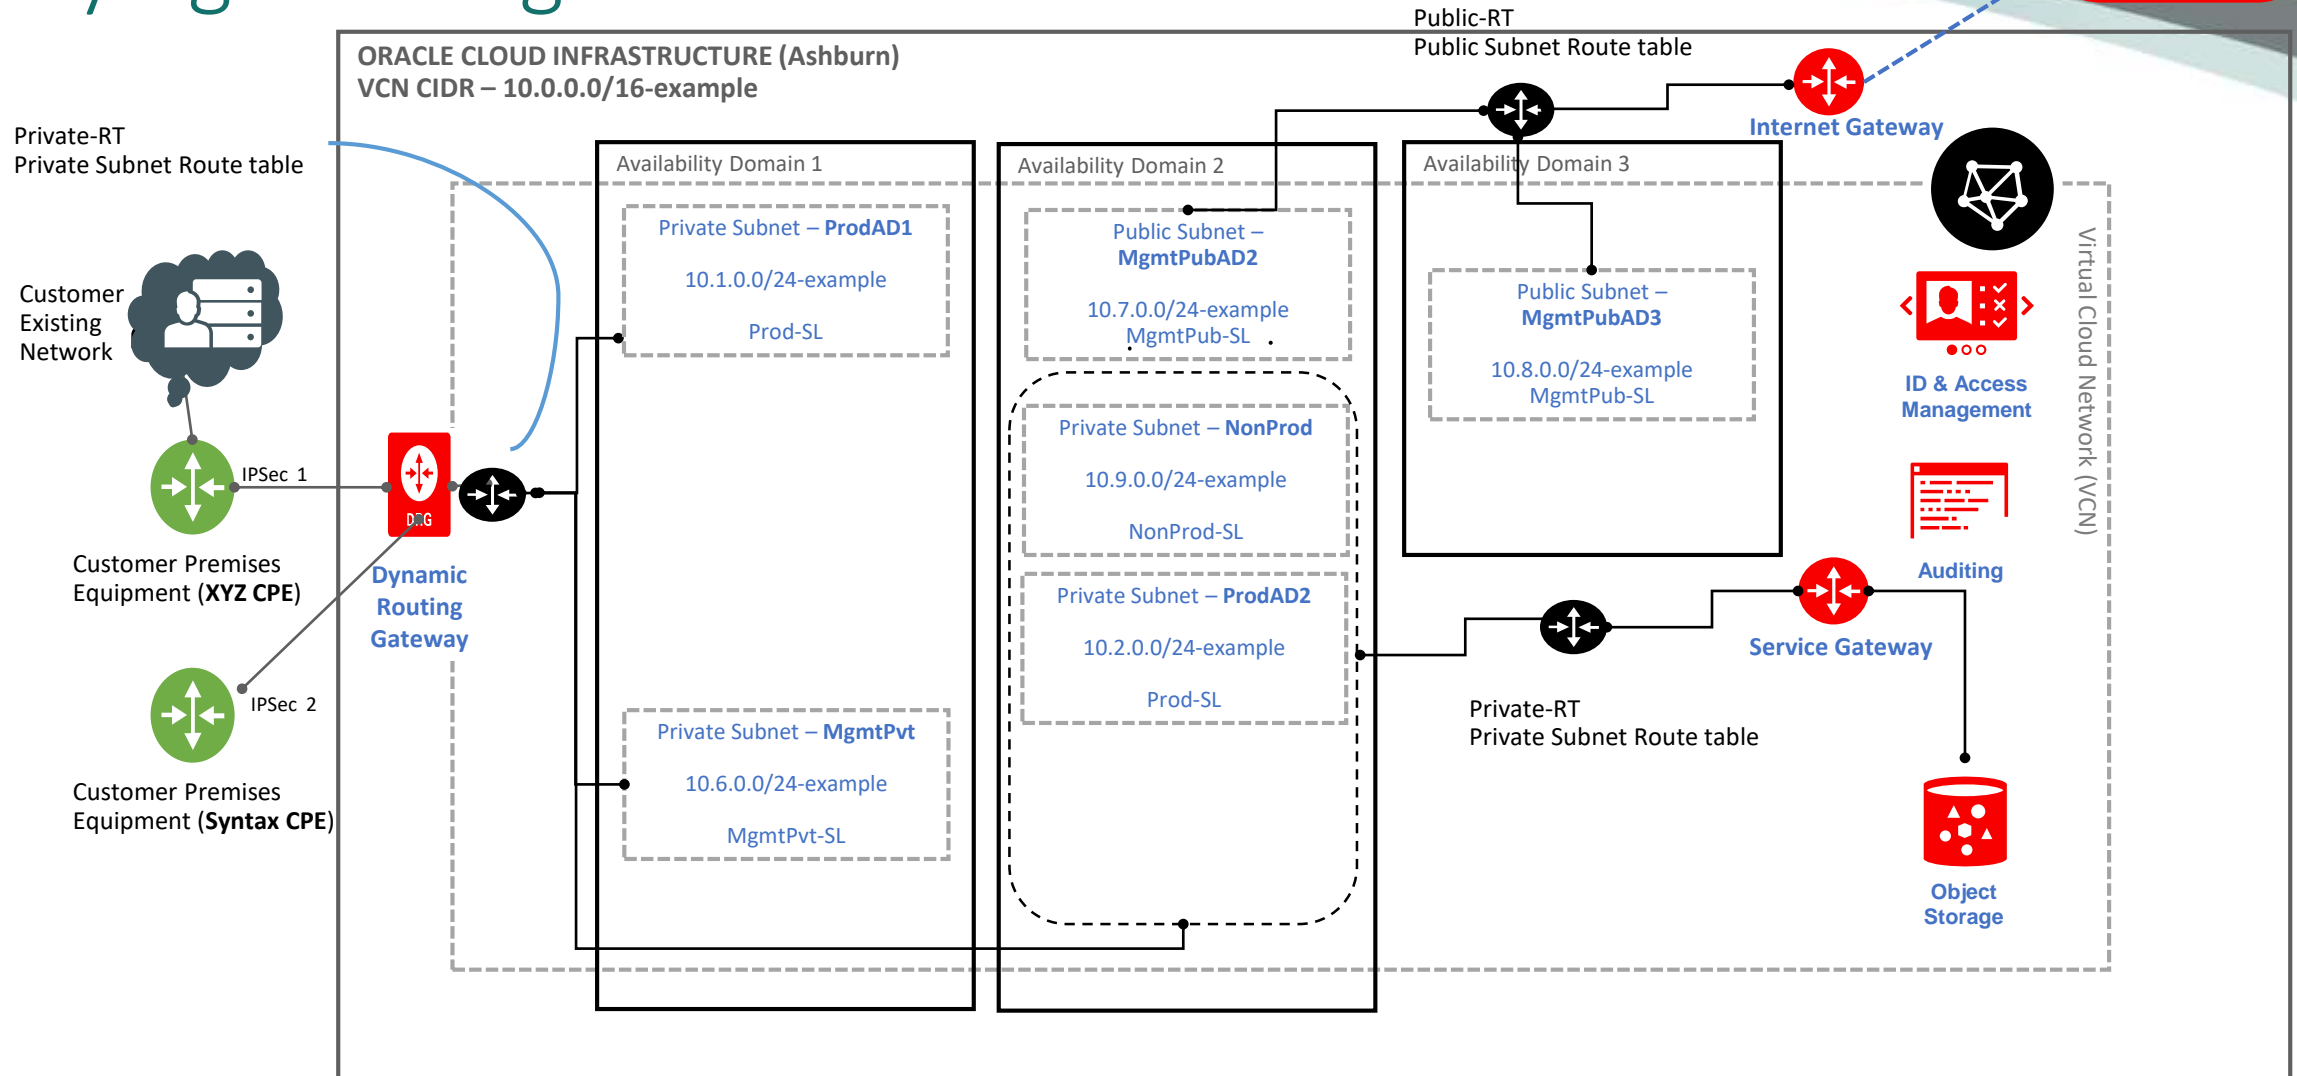 Public-RT
Public Subnet Route table
ORACLE CLOUD INFRASTRUCTURE (Ashburn)
VCN CIDR – 10.0.0.0/16-example
Private-RT
Private Subnet Route table
Internet Gateway
Availability Domain 1
Availability Domain 2
Availability Domain 3
Private Subnet – ProdAD1
10.1.0.0/24-example
Prod-SL
Public Subnet –
MgmtPubAD2
10.7.0.0/24-example
MgmtPub-SL
Public Subnet –
MgmtPubAD3
10.8.0.0/24-example
MgmtPub-SL
Virtual Cloud Network (VCN)
ID & Access
Management
Auditing
Customer
Existing
Network
IPSec 1
DRG
Customer Premises
Equipment (XYZ CPE)
Dynamic
Routing
Gateway
IPSec 2
Customer Premises
Equipment (Syntax CPE)
Private Subnet – NonProd
10.9.0.0/24-example
NonProd-SL
Private Subnet – ProdAD2
10.2.0.0/24-example
Prod-SL
Private Subnet – MgmtPvt
10.6.0.0/24-example
MgmtPvt-SL
Service Gateway
Private-RT
Private Subnet Route table
Object
Storage